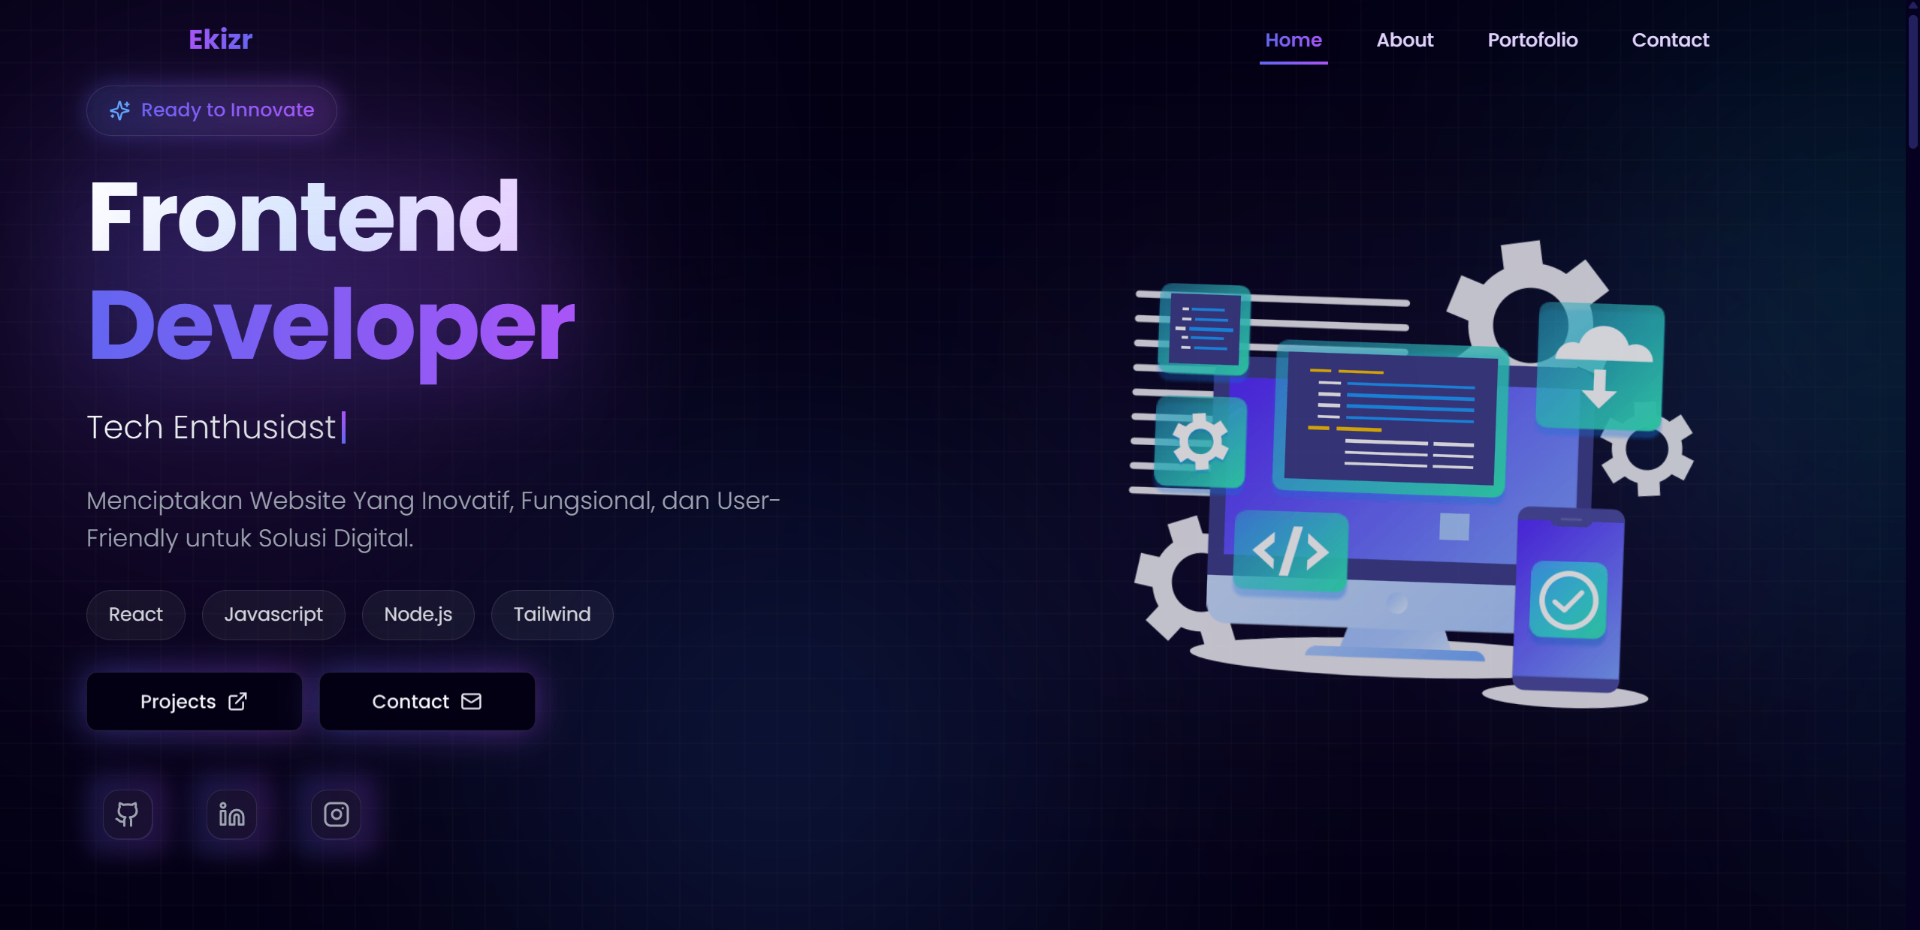 Ekizr
Home About Portofolio Contact
Ready to Innovate
Frontend
Developer
Tech Enthusiast
Menciptakan Website Yang Inovatif, Fungsional, dan User-
Friendly untuk Solusi Digital.
React Javascript Node.js Tailwind
Projects Contact